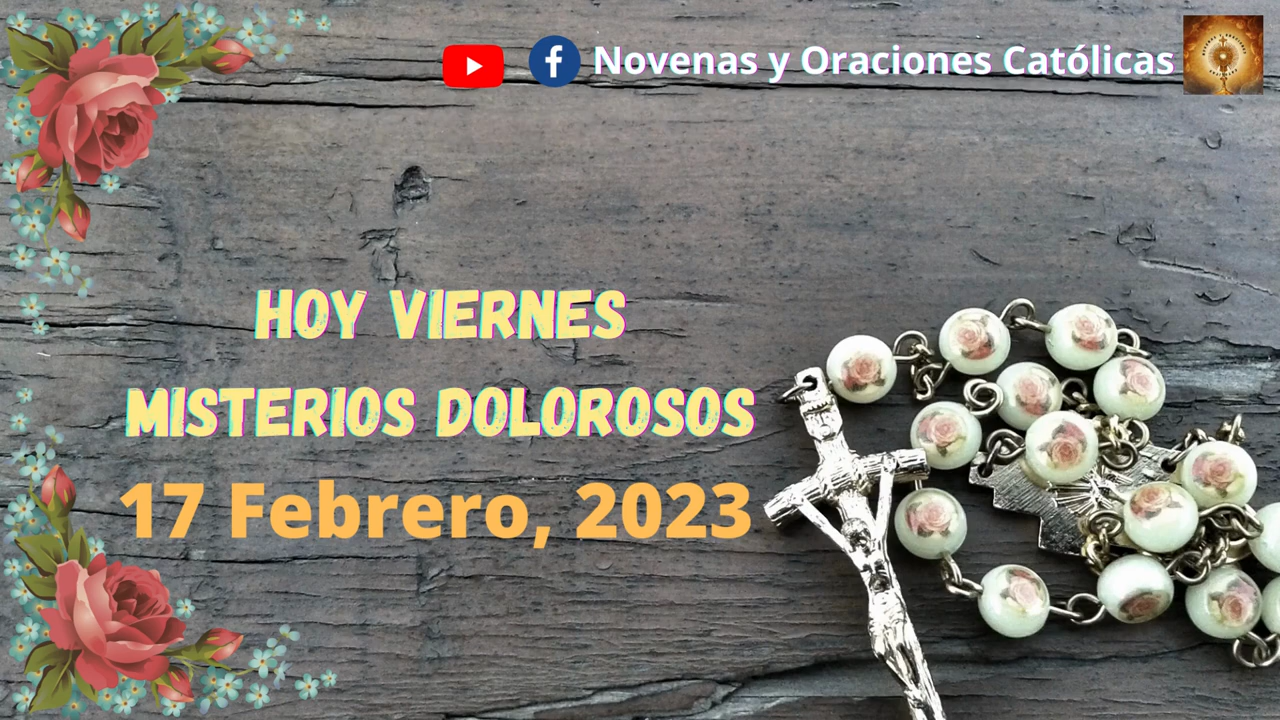 Novenas y Oraciones Católicas
HOY VIERNES
MISTERIOS DOLOROSOS
17 Febrero, 2023